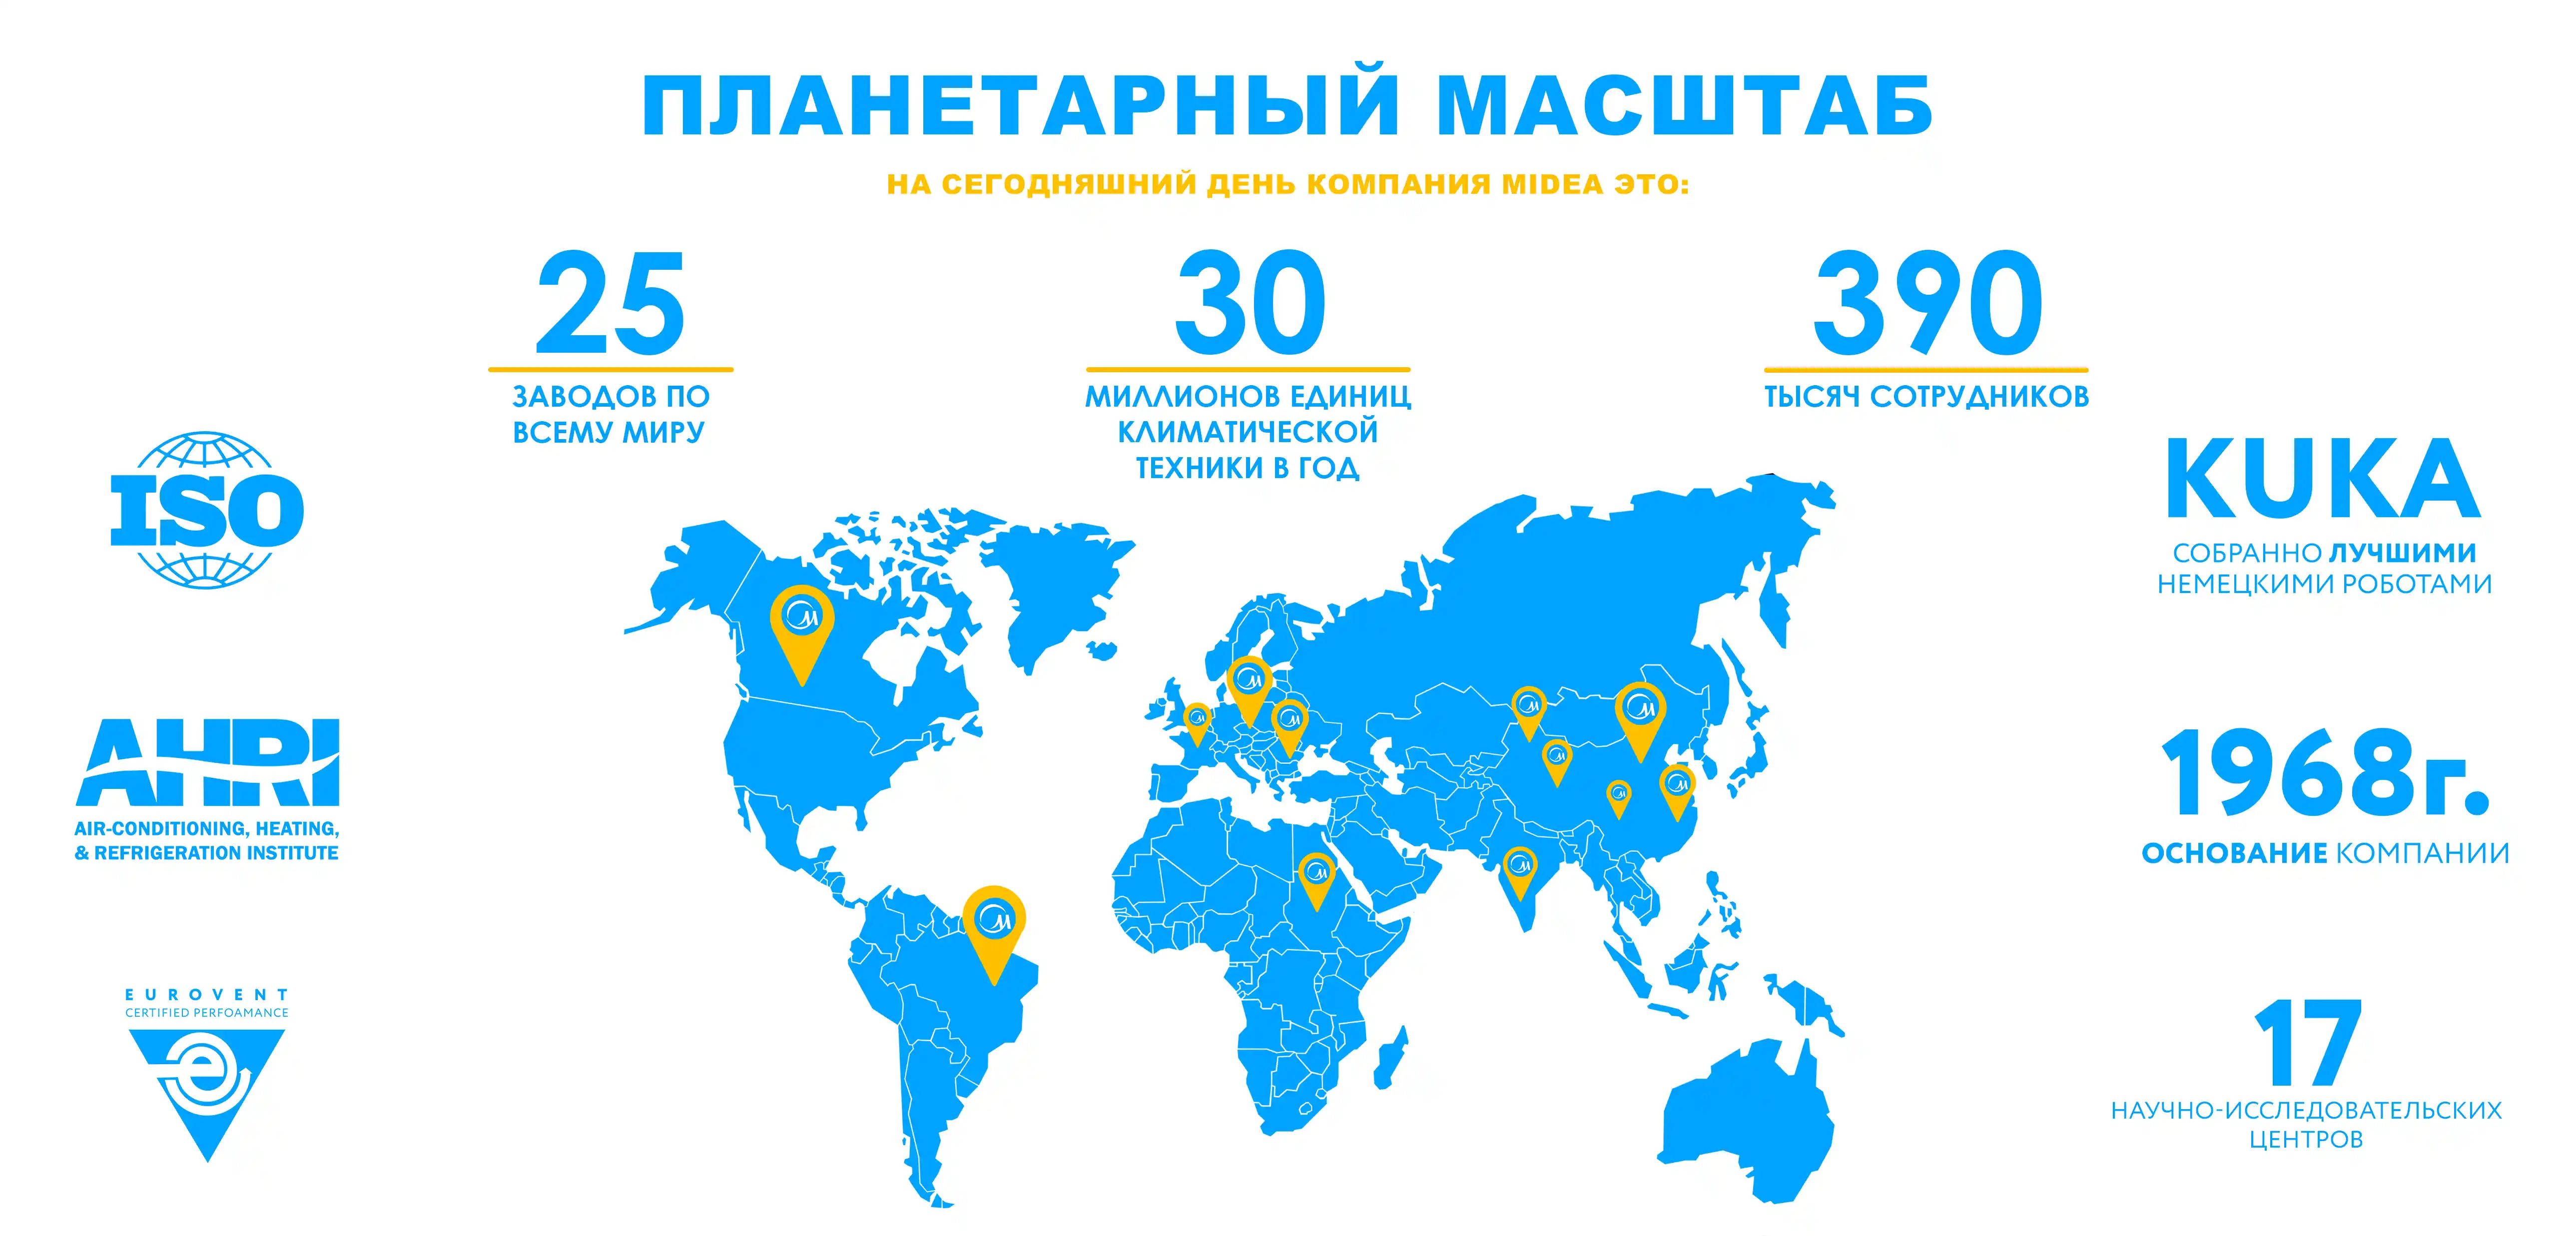 ПЛАНЕТАРНЫЙ МАСШТАБ
НА СЕГОДНЯШНИЙ ДЕНЬ КОМПАНИЯ MIDEA ЭТО:
25
ЗАВОДОВ ПО
ВСЕМУ МИРУ
30
МИЛЛИОНОВ ЕДИНИЦ
КЛИМАТИЧЕСКОЙ
ТЕХНИКИ В ГОД
390
ТЫСЯЧ СОТРУДНИКОВ
ISO
AHRI
AIR-CONDITIONING, HEATING,
& REFRIGERATION INSTITUTE
EUROVENT
CERTIFIED PERFOAMANCE
KUKA
СОБРАННО ЛУЧШИМИ
НЕМЕЦКИМИ РОБОТАМИ
1968г.
ОСНОВАНИЕ КОМПАНИИ
17
НАУЧНО-ИССЛЕДОВАТЕЛЬСКИХ
ЦЕНТРОВ